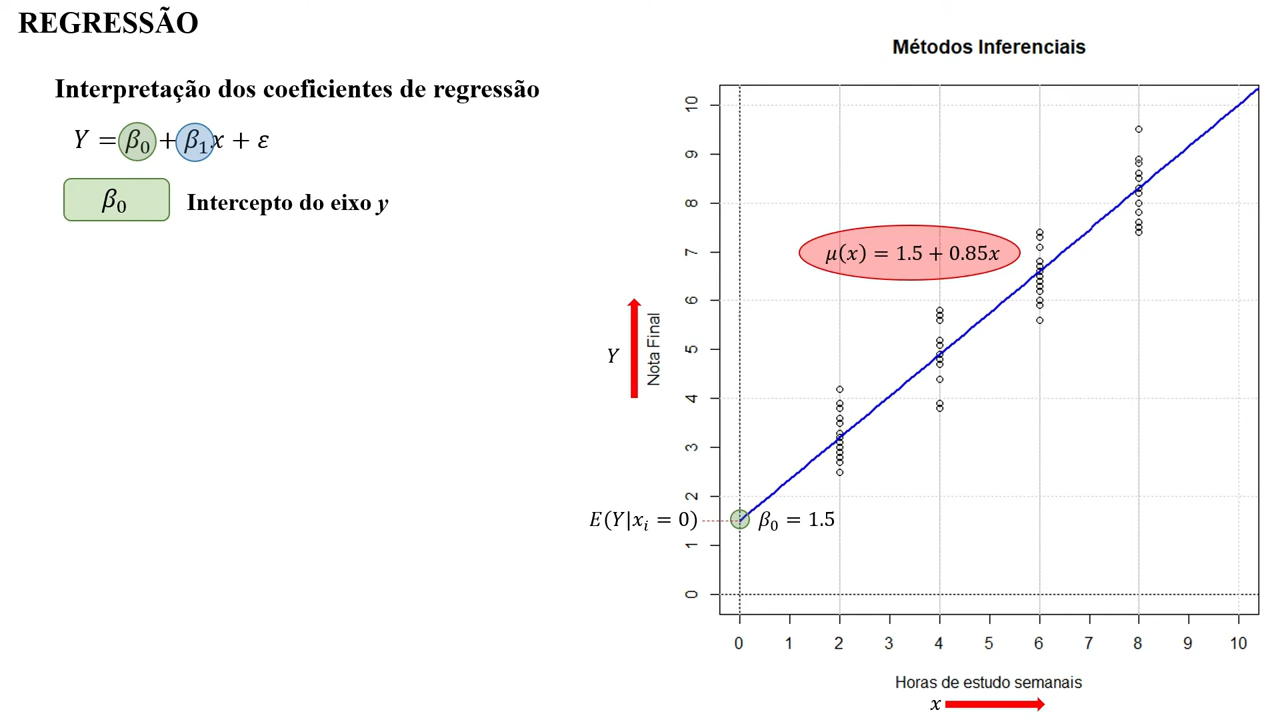 REGRESSÃO
Interpretação dos coeficientes de regressão
Y = β₀ + β₁x + ε
β₀
Intercepto do eixo y
Métodos Inferenciais
10
9
8
7
6
5
4
3
2
1
0
μ(x) = 1.5 + 0.85x
Y
Nota Final
E(Y|xᵢ = 0)
β₀ = 1.5
0 1 2 3 4 5 6 7 8 9 10
Horas de estudo semanais
x